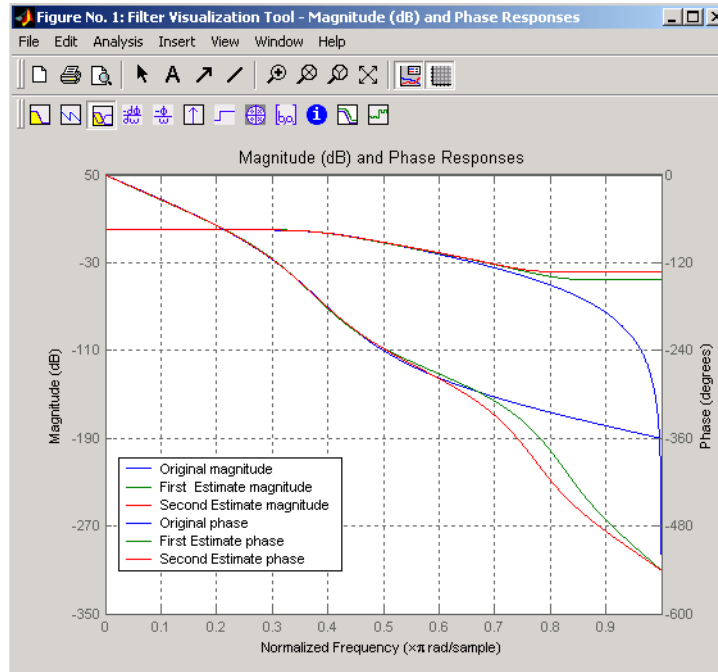 Figure No. 1: Filter Visualization Tool - Magnitude (dB) and Phase Responses
File Edit Analysis Insert View Window Help
A
-dϕ
dω
-ϕ
ω
[b,a]
i
Magnitude (dB) and Phase Responses
50
-30
-110
-190
-270
-350
Magnitude (dB)
0
-120
-240
-360
-480
-600
Phase (degrees)
Original magnitude
First Estimate magnitude
Second Estimate magnitude
Original phase
First Estimate phase
Second Estimate phase
0 0.1 0.2 0.3 0.4 0.5 0.6 0.7 0.8 0.9
Normalized Frequency (×π rad/sample)